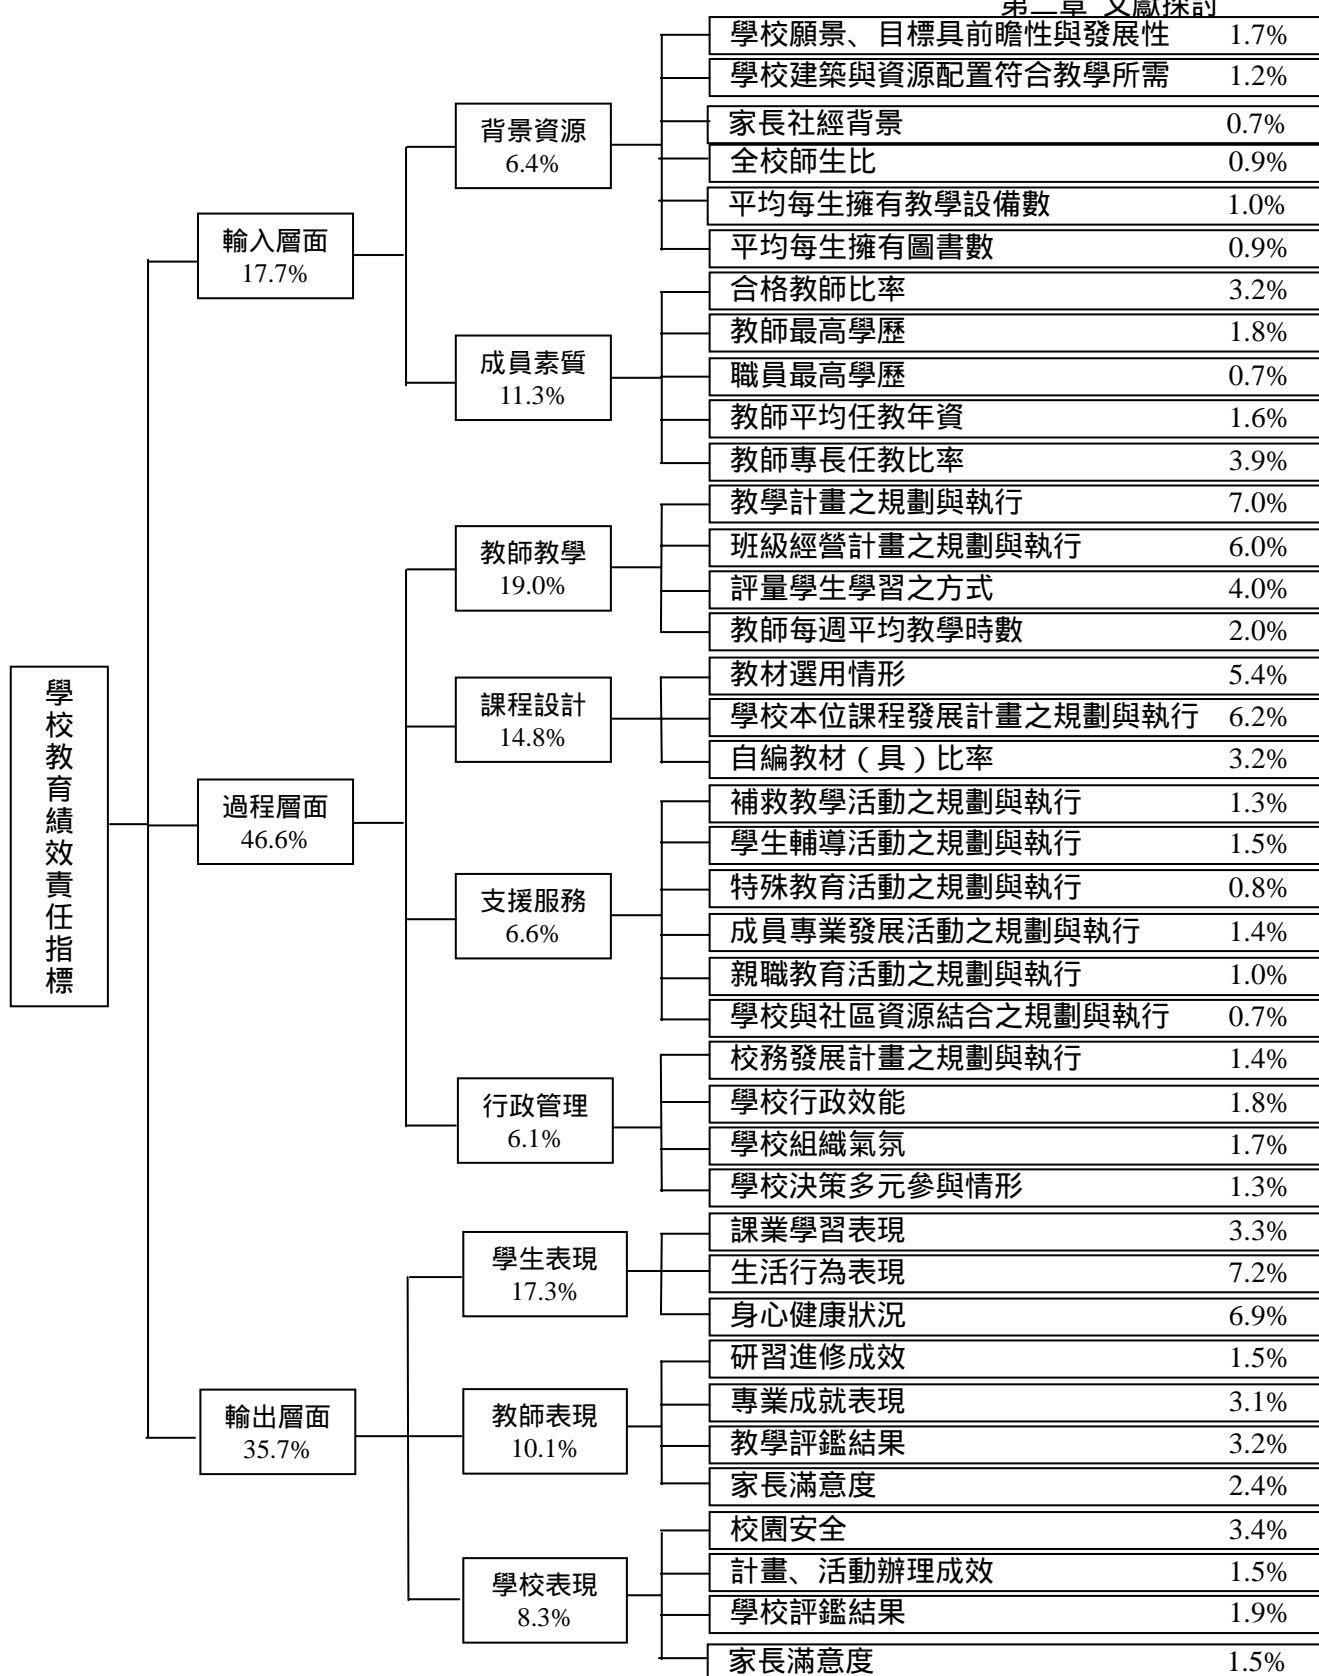 第二章 文獻探討
學校教育績效責任指標
輸入層面
17.7%
背景資源
6.4%
學校願景、目標具前瞻性與發展性 1.7%
學校建築與資源配置符合教學所需 1.2%
家長社經背景 0.7%
全校師生比 0.9%
平均每生擁有教學設備數 1.0%
平均每生擁有圖書數 0.9%
成員素質
11.3%
合格教師比率 3.2%
教師最高學歷 1.8%
職員最高學歷 0.7%
教師平均任教年資 1.6%
教師專長任教比率 3.9%
過程層面
46.6%
教師教學
19.0%
教學計畫之規劃與執行 7.0%
班級經營計畫之規劃與執行 6.0%
評量學生學習之方式 4.0%
教師每週平均教學時數 2.0%
課程設計
14.8%
教材選用情形 5.4%
學校本位課程發展計畫之規劃與執行 6.2%
自編教材（具）比率 3.2%
支援服務
6.6%
補救教學活動之規劃與執行 1.3%
學生輔導活動之規劃與執行 1.5%
特殊教育活動之規劃與執行 0.8%
成員專業發展活動之規劃與執行 1.4%
親職教育活動之規劃與執行 1.0%
學校與社區資源結合之規劃與執行 0.7%
行政管理
6.1%
校務發展計畫之規劃與執行 1.4%
學校行政效能 1.8%
學校組織氣氛 1.7%
學校決策多元參與情形 1.3%
輸出層面
35.7%
學生表現
17.3%
課業學習表現 3.3%
生活行為表現 7.2%
身心健康狀況 6.9%
教師表現
10.1%
研習進修成效 1.5%
專業成就表現 3.1%
教學評鑑結果 3.2%
家長滿意度 2.4%
學校表現
8.3%
校園安全 3.4%
計畫、活動辦理成效 1.5%
學校評鑑結果 1.9%
家長滿意度 1.5%